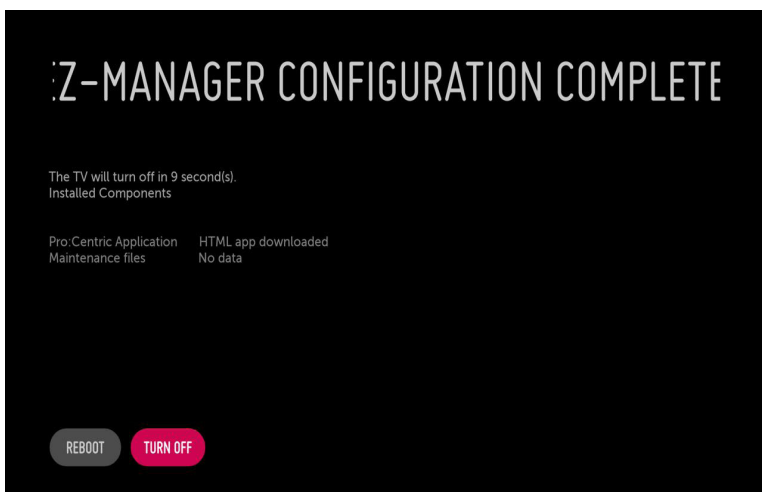 EZ-MANAGER CONFIGURATION COMPLETE
The TV will turn off in 9 second(s).
Installed Components
Pro:Centric Application HTML app downloaded
Maintenance files No data
REBOOT TURN OFF